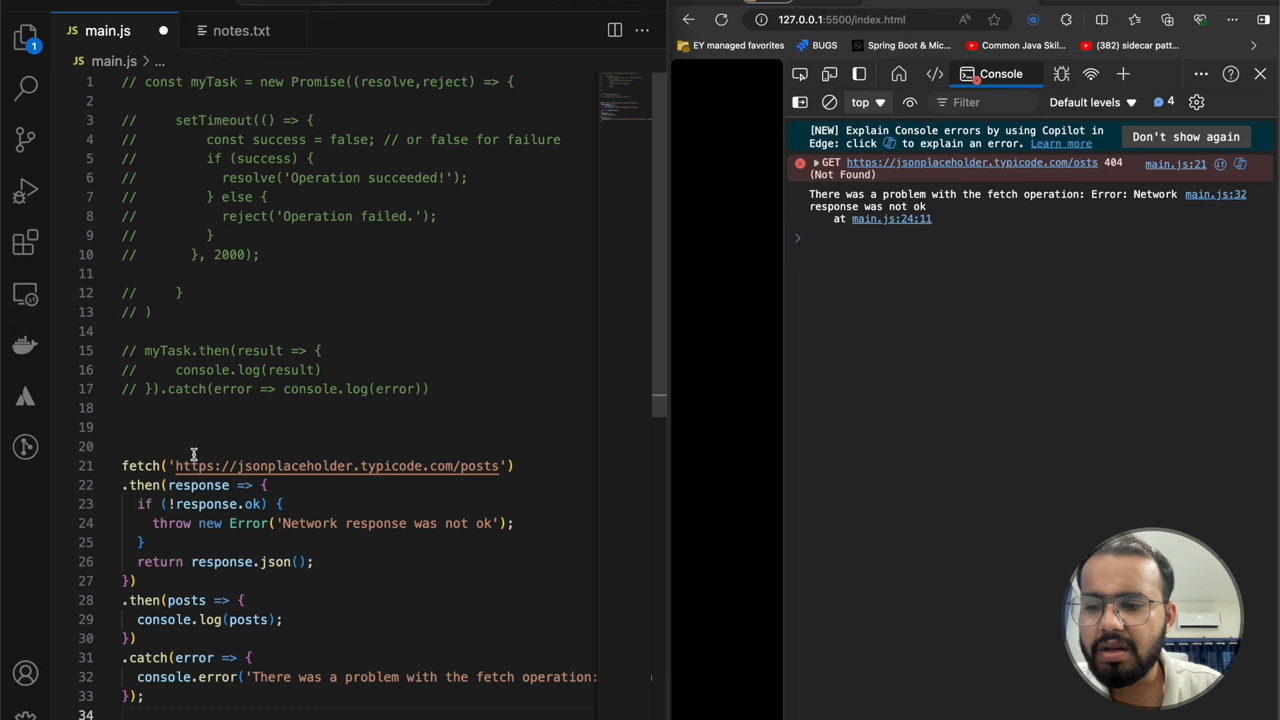 main.js
notes.txt
main.js > ...
1 // const myTask = new Promise((resolve,reject) => {
2
3 // setTimeout(() => {
4 // const success = false; // or false for failure
5 // if (success) {
6 // resolve('Operation succeeded!');
7 // } else {
8 // reject('Operation failed.');
9 // }
10 // }, 2000);
11 //
12 // }
13 // )
14
15 // myTask.then(result => {
16 // console.log(result)
17 // }).catch(error => console.log(error))
18
19
20
21 fetch('https://jsonplaceholder.typicode.com/posts')
22 .then(response => {
23 if (!response.ok) {
24 throw new Error('Network response was not ok');
25 }
26 return response.json();
27 })
28 .then(posts => {
29 console.log(posts);
30 })
31 .catch(error => {
32 console.error('There was a problem with the fetch operation:
33 });
34
1
127.0.0.1:5500/index.html
EY managed favorites
BUGS
Spring Boot & Mic...
Common Java Skil...
(382) sidecar patt...
Console
top
Filter
Default levels
4
[NEW] Explain Console errors by using Copilot in
Edge: click to explain an error. Learn more
Don't show again
GET https://jsonplaceholder.typicode.com/osts 404
(Not Found)
main.js:21
There was a problem with the fetch operation: Error: Network
response was not ok
at main.js:24:11
main.js:32